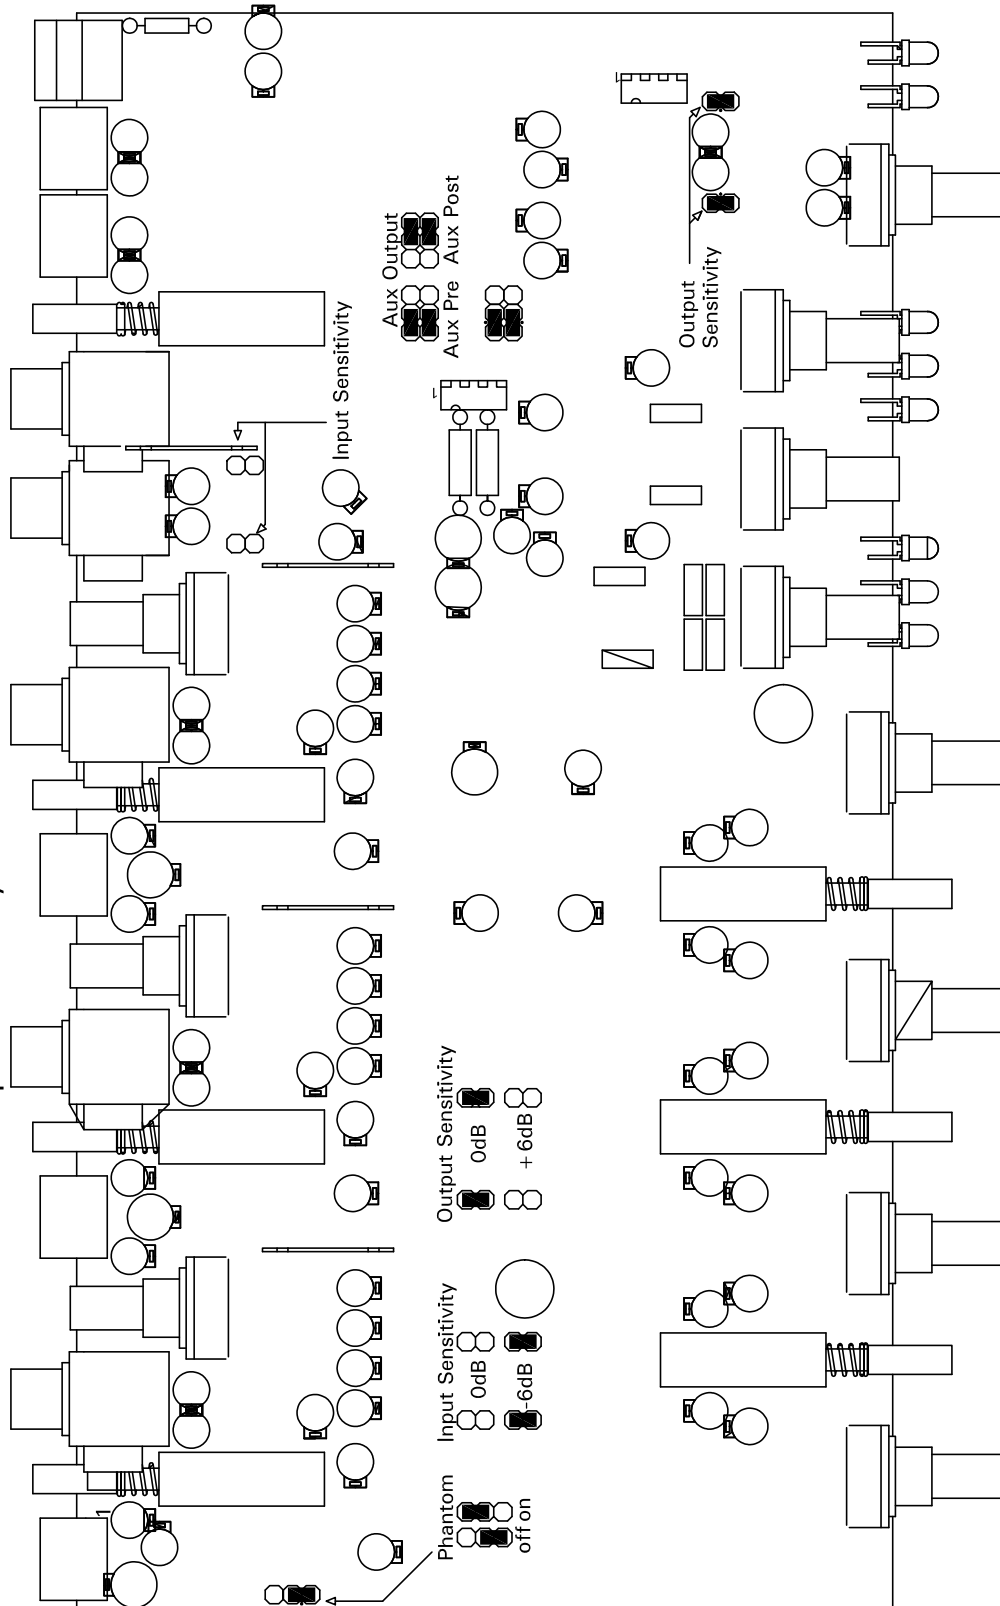 Aux Output
Aux Pre Aux Post
Input Sensitivity
Output
Sensitivity
Output Sensitivity
0dB
+6dB
Input Sensitivity
0dB
-6dB
Phantom
off on
1